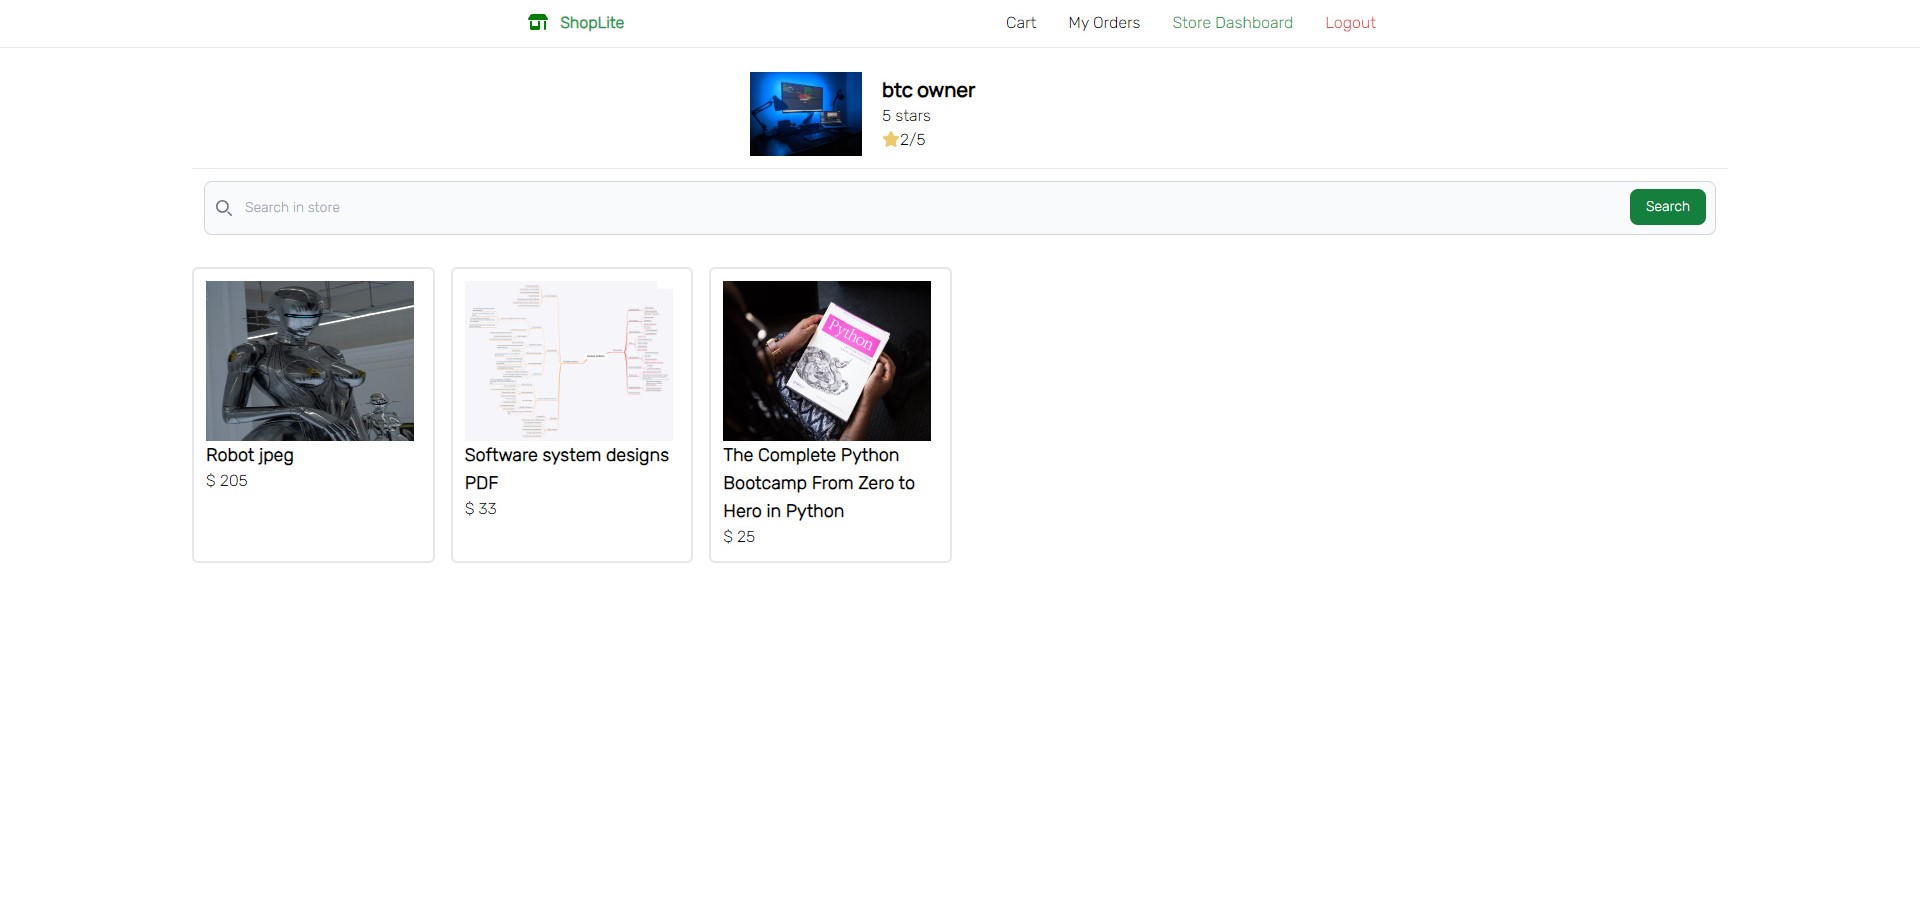 ShopLite
Cart
My Orders
Store Dashboard
Logout
btc owner
5 stars
2/5
Search in store
Search
Python
Robot jpeg
$ 205
Software system designs
PDF
$ 33
The Complete Python
Bootcamp From Zero to
Hero in Python
$ 25